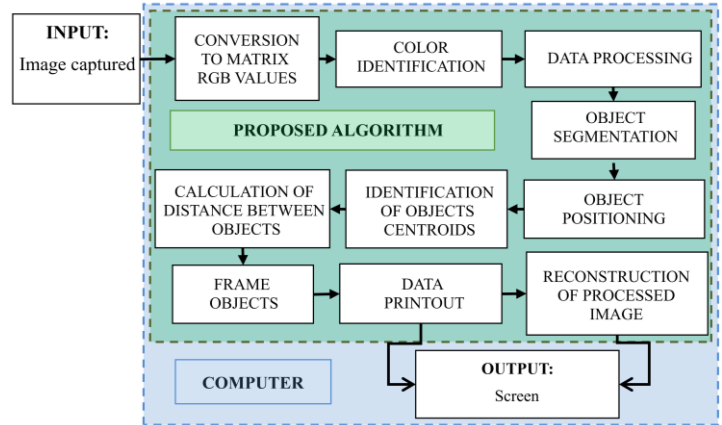 INPUT:
Image captured
CONVERSION
TO MATRIX
RGB VALUES
COLOR
IDENTIFICATION
DATA PROCESSING
PROPOSED ALGORITHM
OBJECT
SEGMENTATION
OBJECT
POSITIONING
IDENTIFICATION
OF OBJECTS
CENTROIDS
CALCULATION OF
DISTANCE BETWEEN
OBJECTS
FRAME
OBJECTS
DATA
PRINTOUT
RECONSTRUCTION
OF PROCESSED
IMAGE
COMPUTER
OUTPUT:
Screen